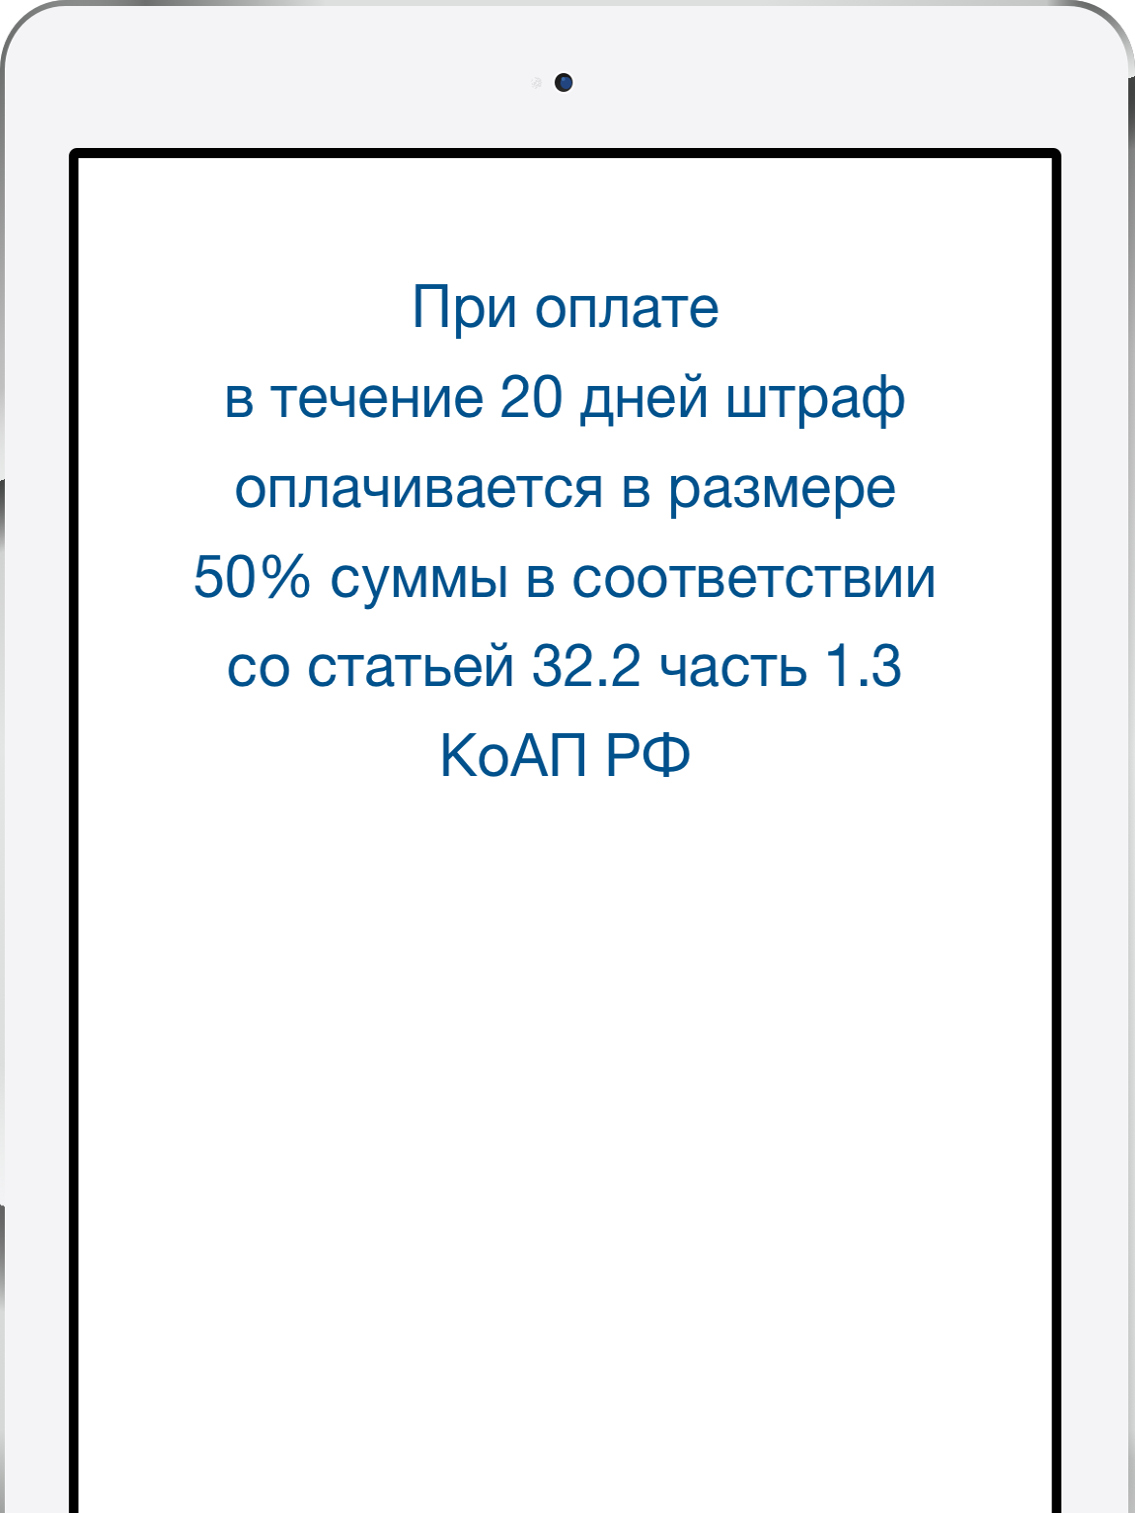 При оплате
в течение 20 дней штраф
оплачивается в размере
50% суммы в соответствии
со статьей 32.2 часть 1.3
КоАП РФ